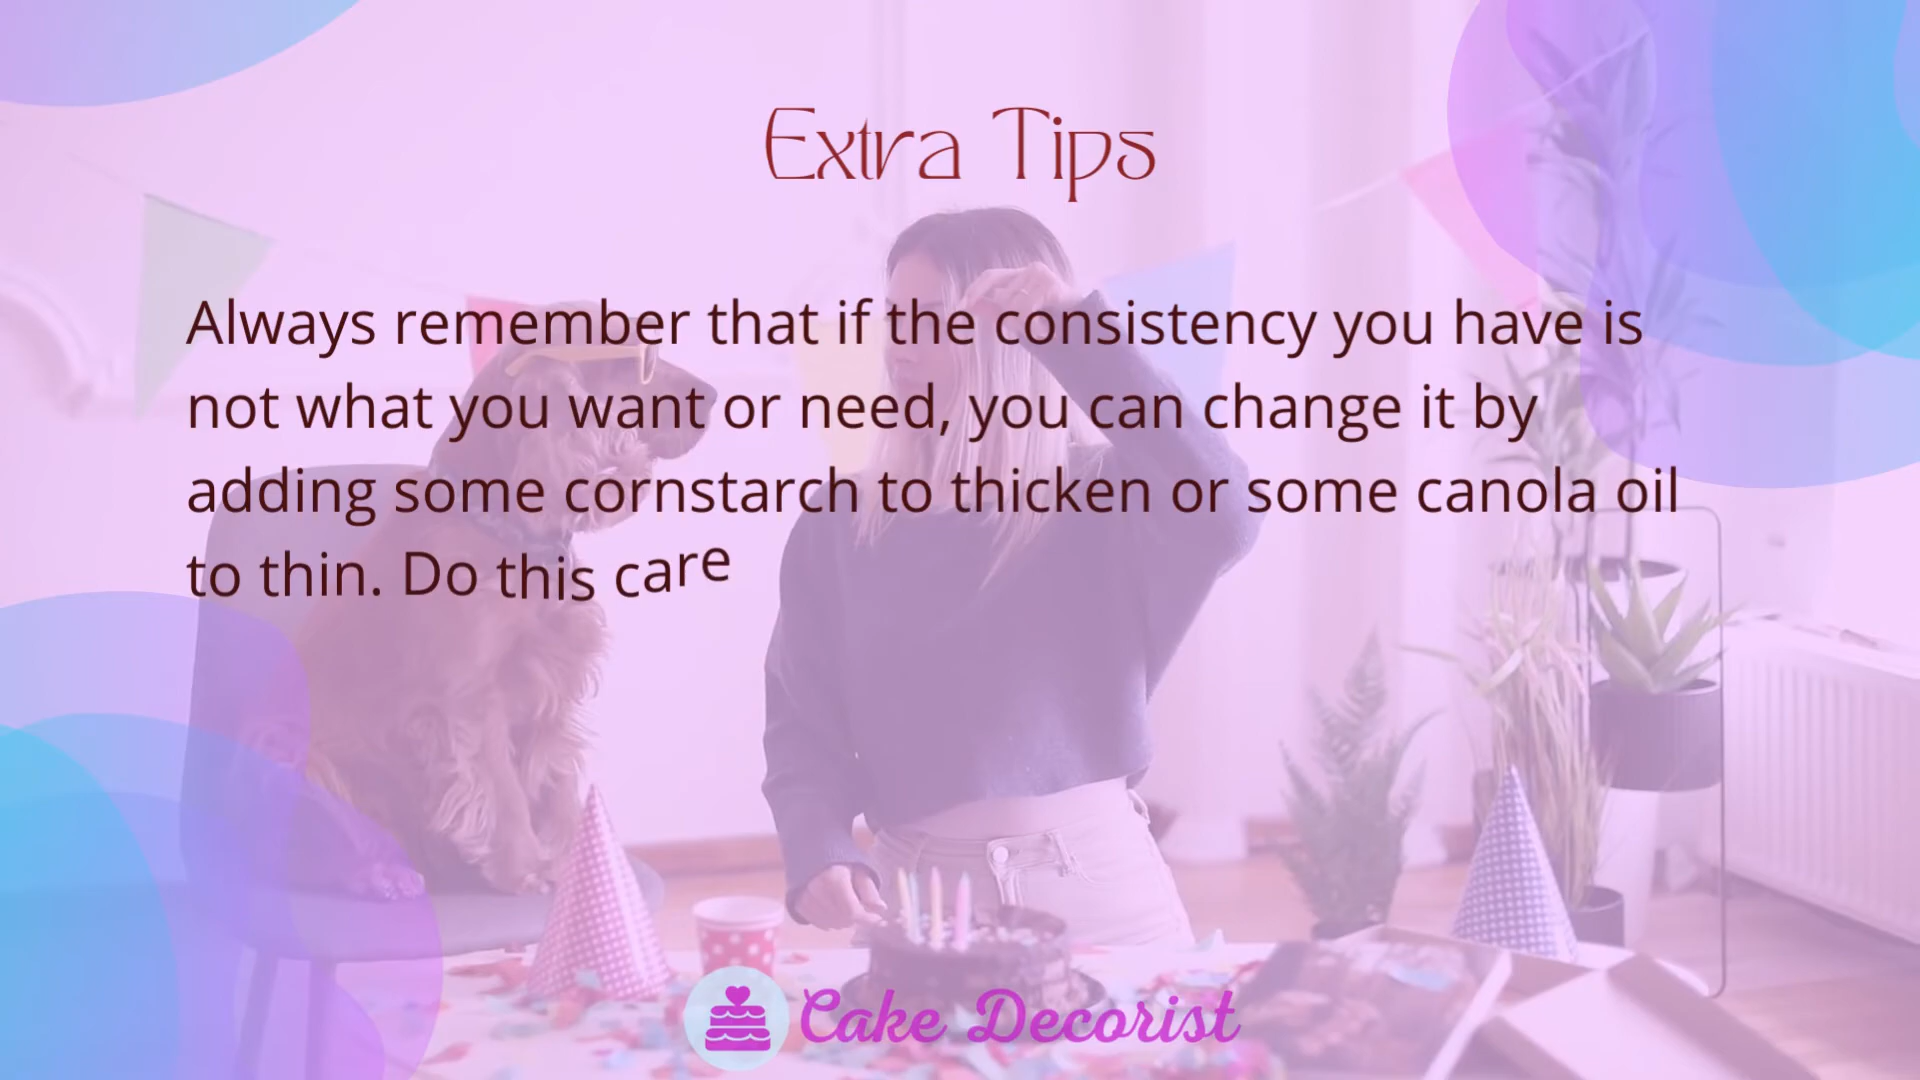 Extra Tips
Always remember that if the consistency you have is
not what you want or need, you can change it by
adding some cornstarch to thicken or some canola oil
to thin. Do this care
Cake Decorist